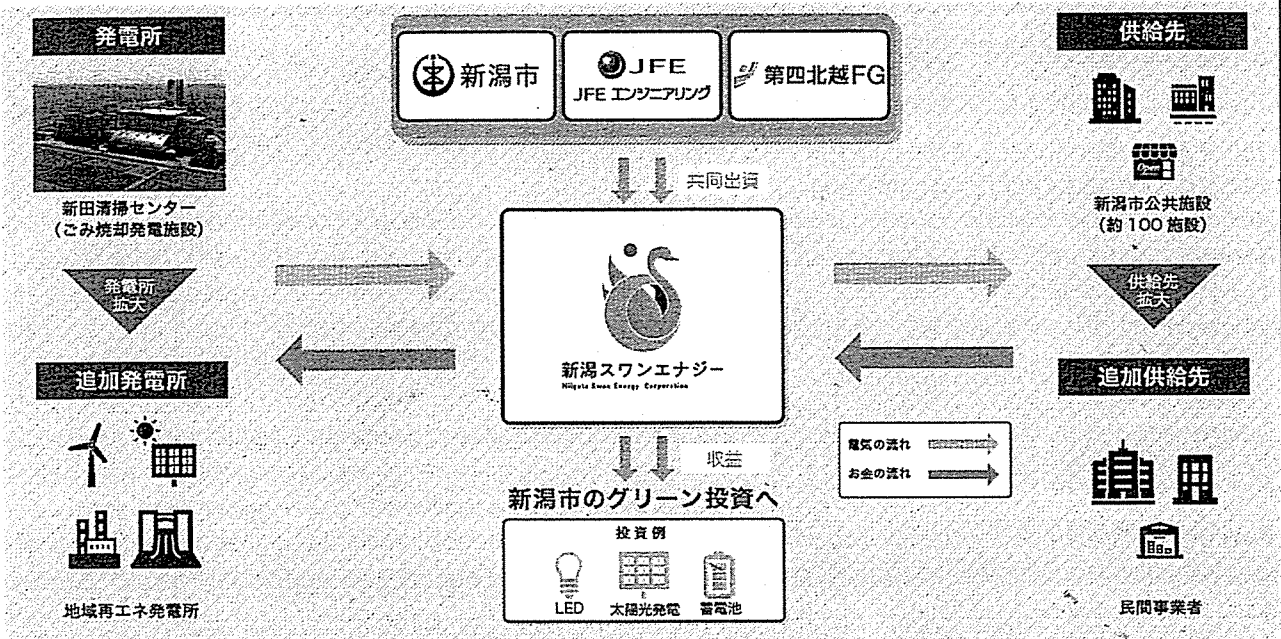 発電所
新田清掃センター
(ごみ焼却発電施設)
発電所
拡大
追加発電所
地域再エネ発電所
新潟市
JFE
JFE エンジニアリング
第四北越FG
共同出資
新潟スワンエナジー
Niigata Swan Energy Corporation
収益
新潟市のグリーン投資へ
投資例
LED
太陽光発電
蓄電池
電気の流れ
お金の流れ
供給先
Open
新潟市公共施設
(約100施設)
供給先
拡大
追加供給先
民間事業者